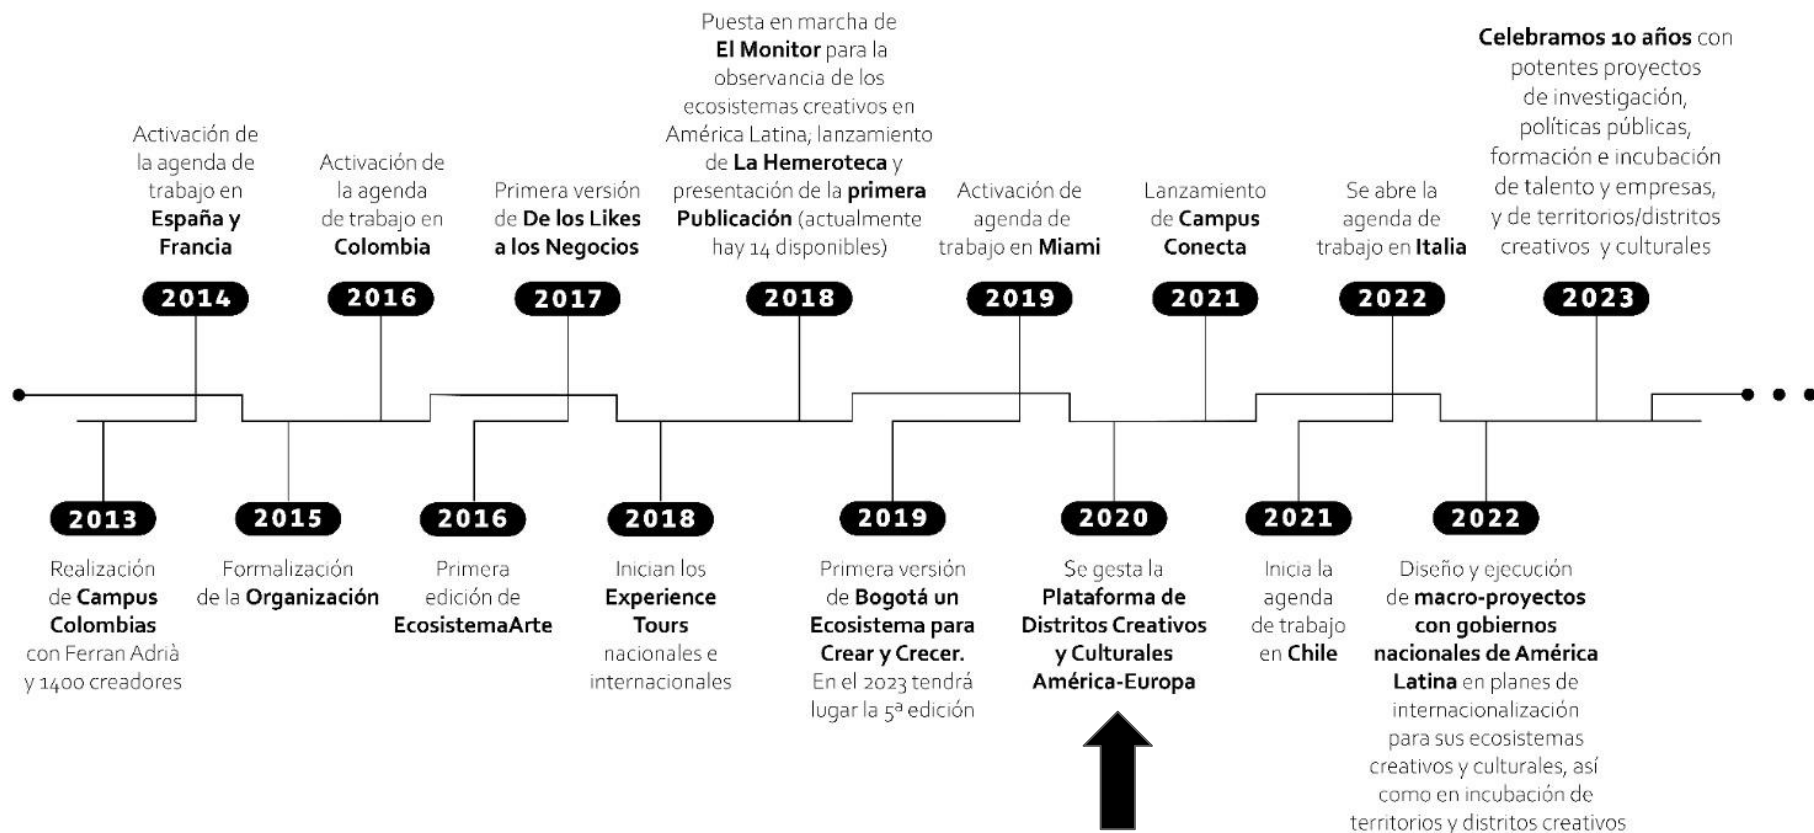 Activación de
la agenda de
trabajo en
España y
Francia
2014
Activación de
la agenda
de trabajo en
Colombia
2016
Primera versión
de De los Likes
a los Negocios
2017
Puesta en marcha de
El Monitor para la
observancia de los
ecosistemas creativos en
América Latina; lanzamiento
de La Hemeroteca y
presentación de la primera
Publicación (actualmente
hay 14 disponibles)
2018
Activación de
agenda de
trabajo en Miami
2019
Lanzamiento
de Campus
Conecta
2021
Se abre la
agenda de
trabajo en Italia
2022
Celebramos 10 años con
potentes proyectos
de investigación,
políticas públicas,
formación e incubación
de talento y empresas,
y de territorios/distritos
creativos y culturales
2023
2013
Realización
de Campus
Colombias
con Ferran Adrià
y 1400 creadores
2015
Formalización
de la Organización
2016
Primera
edición de
EcosistemaArte
2018
Inician los
Experience
Tours
nacionales e
internacionales
2019
Primera versión
de Bogotá un
Ecosistema para
Crear y Crecer.
En el 2023 tendrá
lugar la 5ª edición
2020
Se gesta la
Plataforma de
Distritos Creativos
y Culturales
América-Europa
2021
Inicia la
agenda
de trabajo
en Chile
2022
Diseño y ejecución
de macro-proyectos
con gobiernos
nacionales de América
Latina en planes de
internacionalización
para sus ecosistemas
creativos y culturales, así
como en incubación de
territorios y distritos creativos